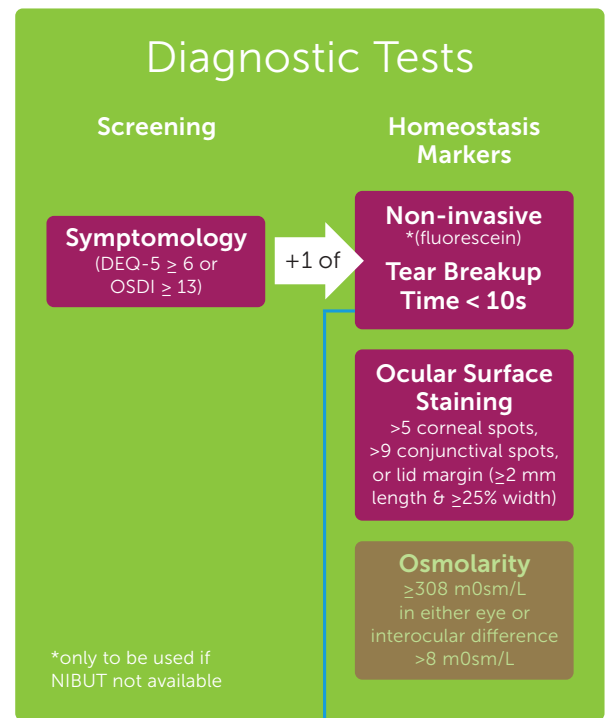 Diagnostic Tests
Screening
Homeostasis
Markers
Symptomology
(DEQ-5 ≥ 6 or
OSDI ≥ 13)
+1 of
Non-invasive
*(fluorescein)
Tear Breakup
Time < 10s
Ocular Surface
Staining
>5 corneal spots,
>9 conjunctival spots,
or lid margin (≥2 mm
length & ≥25% width)
Osmolarity
≥308 m0sm/L
in either eye or
interocular difference
>8 m0sm/L
*only to be used if
NIBUT not available